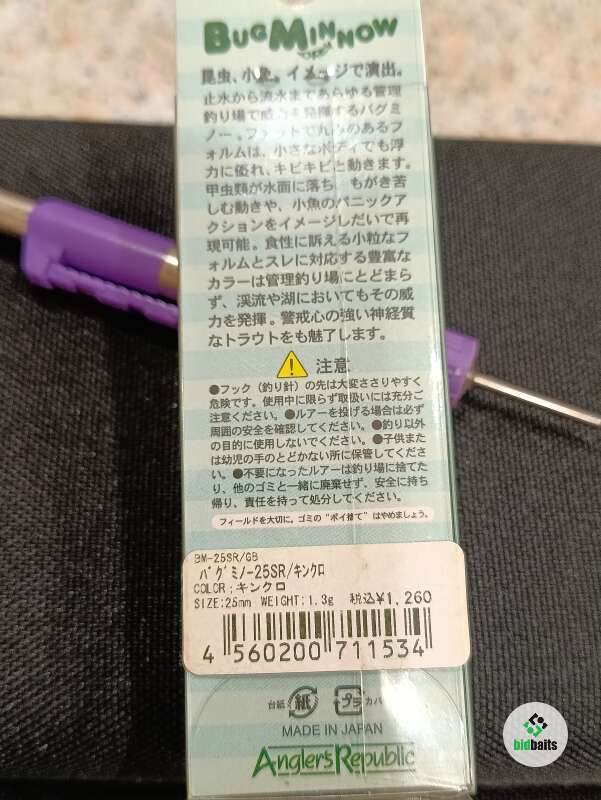 BUGMINNOW
昆虫、小魚。イメージで演出。
止水から流水まであらゆる管理
釣り場で威力を発揮するバグミ
ノー。ファットで丸みのあるフ
ォルムは、小さなボディでも浮
力に優れ、キビキビと動きます。
甲虫類が水面に落ち、もがき苦
しむ動きや、小魚のパニックア
クションをイメージしだいで再
現可能。食性に訴える小粒なフ
ォルムとスレに対応する豊富な
カラーは管理釣り場にとどまら
ず、渓流や湖においてもその威
力を発揮。警戒心の強い神経質
なトラウトをも魅了します。
注意
●フック(釣り針)の先は大変ささりやすく
危険です。使用中に限らず取扱いには充分ご
注意ください。●ルアーを投げる場合は必ず
周囲の安全を確認してください。●釣り以外
の目的に使用しないでください。●子供また
は幼児の手のとどかない所に保管してくださ
い。●不要になったルアーは釣り場に捨てた
り、他のゴミと一緒に廃棄せず、安全に持ち
帰り、責任を持って処分してください。
フィールドを大切に。ゴミの"ポイ捨て"はやめましょう。
BM-25SR/GB
バグミノー25SR/キンクロ
COLOR:キンクロ
SIZE:25mm WEIGHT:1.3g 税込¥1,260
4 560200 711534
台紙 紙 プラ カバー
MADE IN JAPAN
Anglers Republic
bidbaits